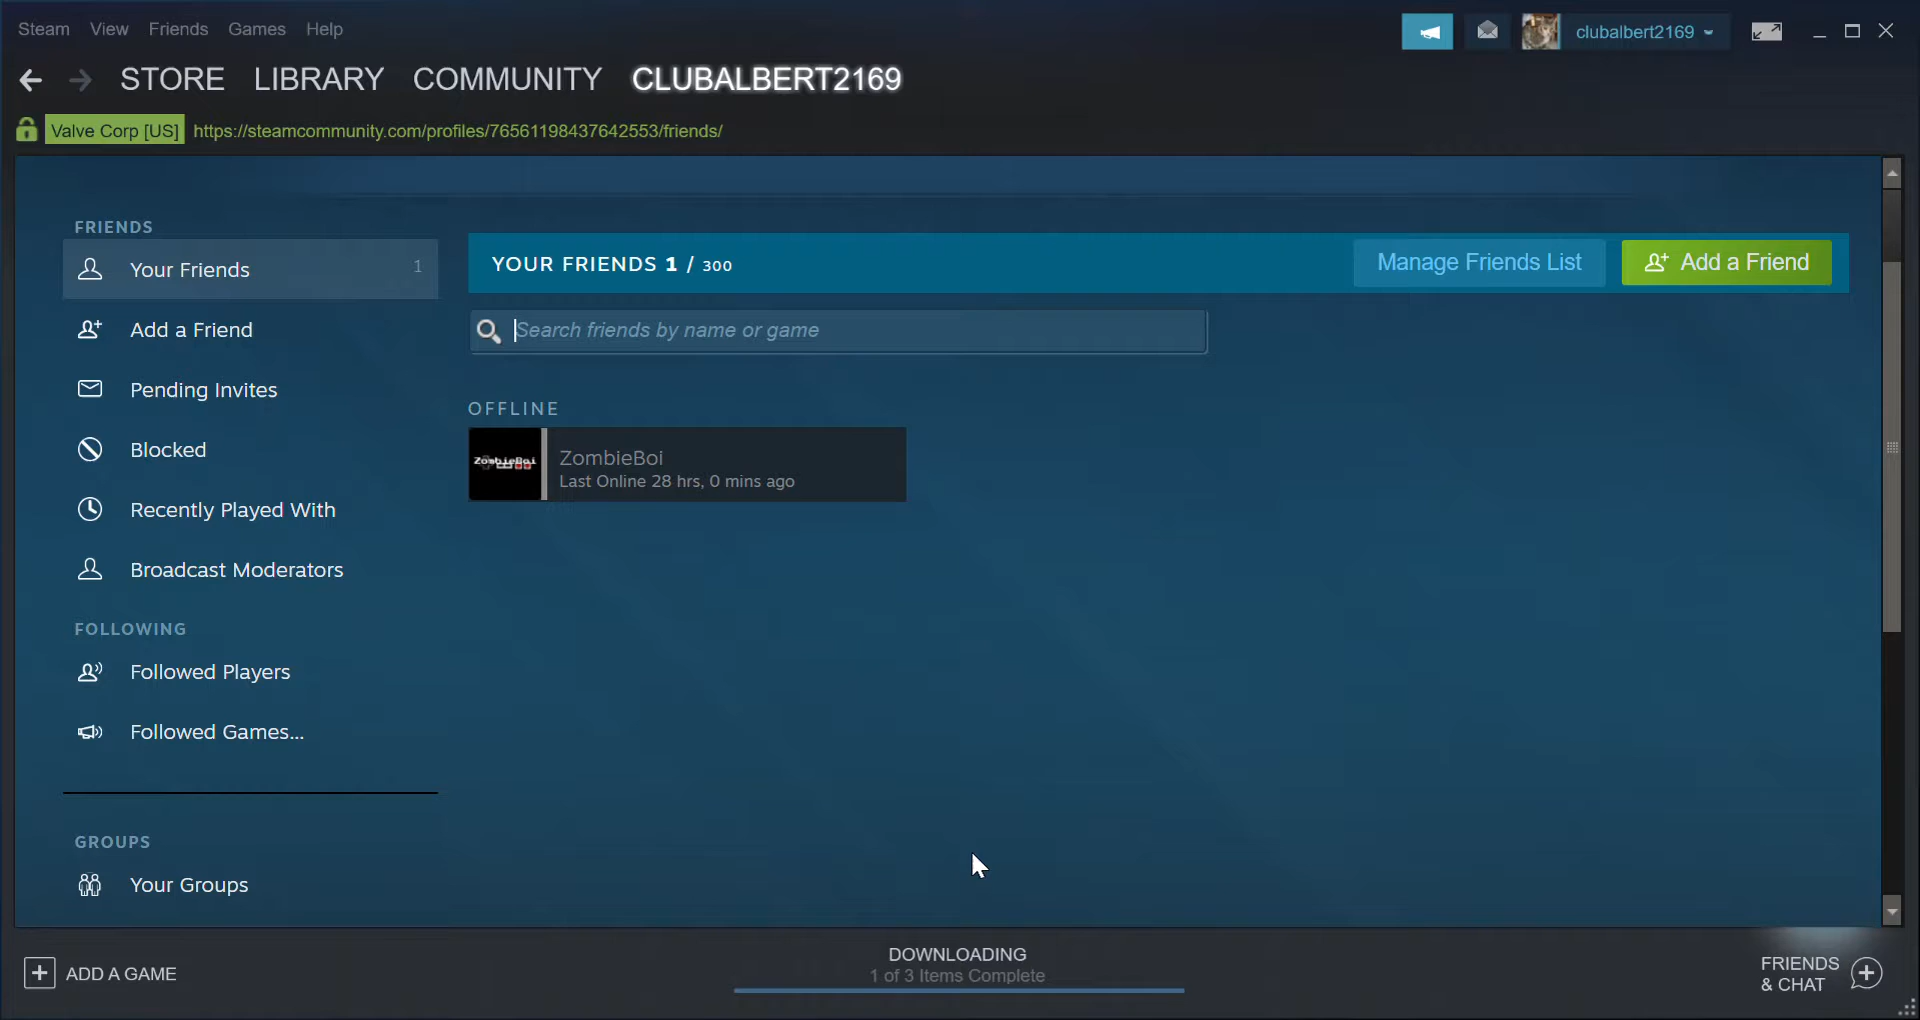 Steam View Friends Games Help
clubalbert2169
STORE LIBRARY COMMUNITY CLUBALBERT2169
Valve Corp [US] https://steamcommunity.com/profiles/76561198437642553/friends/
FRIENDS
Your Friends 1
Add a Friend
Pending Invites
Blocked
Recently Played With
Broadcast Moderators
FOLLOWING
Followed Players
Followed Games...
GROUPS
Your Groups
YOUR FRIENDS 1 / 300
Manage Friends List
Add a Friend
Search friends by name or game
OFFLINE
ZombieBoi
ZombieBoi
Last Online 28 hrs, 0 mins ago
ADD A GAME
DOWNLOADING
1 of 3 Items Complete
FRIENDS
& CHAT